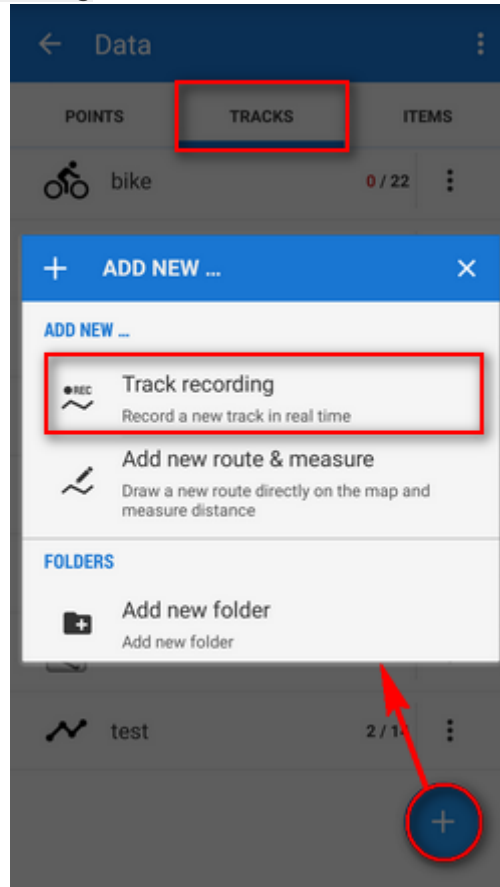 Data
POINTS TRACKS ITEMS
bike 0 / 22
ADD NEW ...
ADD NEW ...
REC Track recording
Record a new track in real time
Add new route & measure
Draw a new route directly on the map and
measure distance
FOLDERS
Add new folder
Add new folder
test 2 / 14